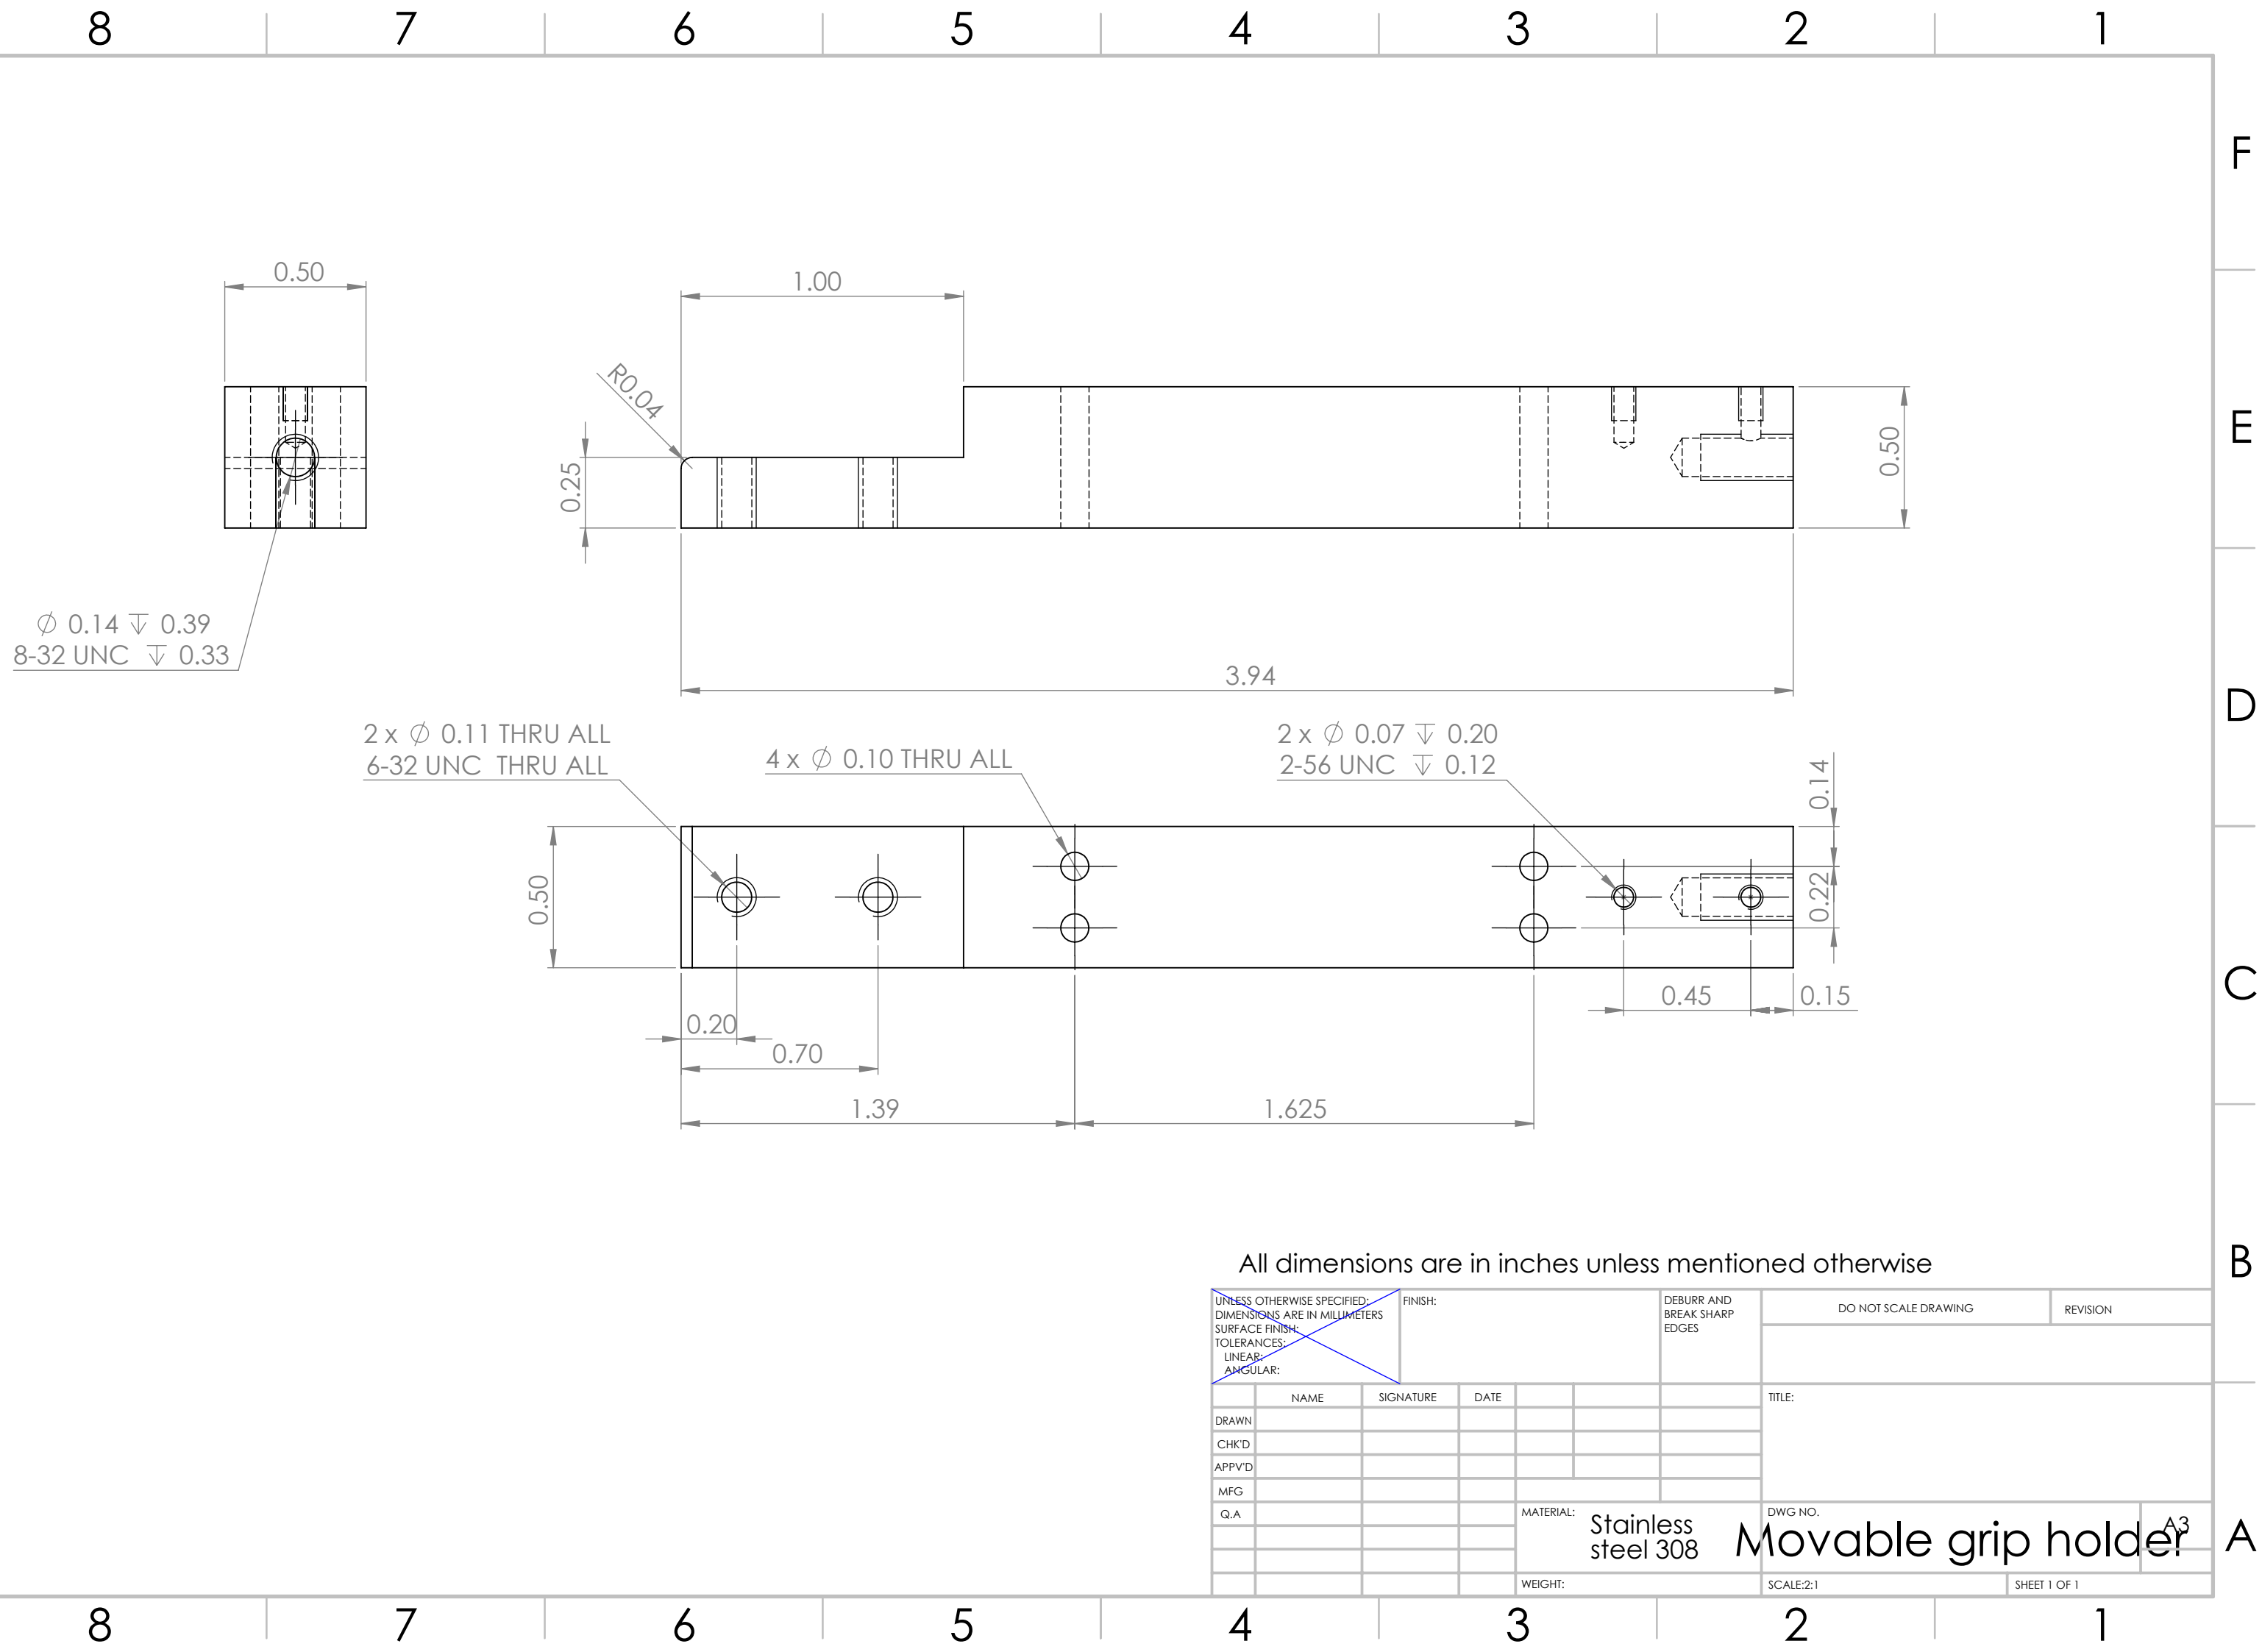 8 7 6 5 4 3 2 1
F
0.50
1.00
R0.04
E
0.25
0.50
∅ 0.14 ↧ 0.39
8-32 UNC ↧ 0.33
3.94
D
2 x ∅ 0.11 THRU ALL
6-32 UNC THRU ALL
4 x ∅ 0.10 THRU ALL
2 x ∅ 0.07 ↧ 0.20
2-56 UNC ↧ 0.12
0.14
0.50
0.22
C
0.45
0.15
0.20
0.70
1.39
1.625
B
All dimensions are in inches unless mentioned otherwise
UNLESS OTHERWISE SPECIFIED:
DIMENSIONS ARE IN MILLIMETERS
SURFACE FINISH:
TOLERANCES:
LINEAR:
ANGULAR:
FINISH:
DEBURR AND
BREAK SHARP
EDGES
DO NOT SCALE DRAWING
REVISION
NAME
SIGNATURE
DATE
TITLE:
DRAWN
CHK'D
APPV'D
MFG
Q.A
MATERIAL:
Stainless
steel 308
DWG NO.
Movable grip holder
A3
A
WEIGHT:
SCALE:2:1
SHEET 1 OF 1
8 7 6 5 4 3 2 1